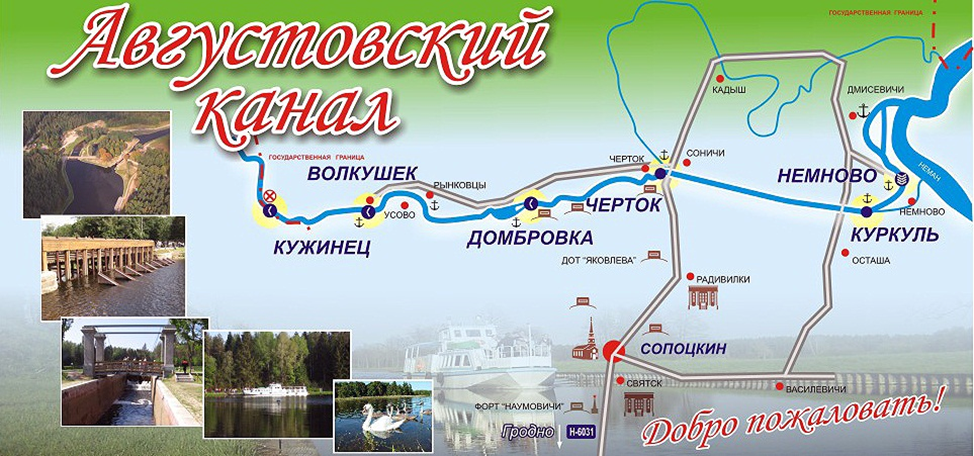 Августовский
канал
ГОСУДАРСТВЕННАЯ ГРАНИЦА
КАДЫШ
ДМИСЕВИЧИ
ГОСУДАРСТВЕННАЯ ГРАНИЦА
ЧЕРТОК
СОНИЧИ
ВОЛКУШЕК
РЫНКОВЦЫ
НЕМНОВО
НЕМАН
УСОВО
ЧЕРТОК
НЕМНОВО
КУЖИНЕЦ
ДОМБРОВКА
КУРКУЛЬ
ДОТ "ЯКОВЛЕВА"
ОСТАША
РАДИВИЛКИ
СОПОЦКИН
СВЯТСК
ВАСИЛЕВИЧИ
ФОРТ "НАУМОВИЧИ"
Гродно
Н-6031
Добро пожаловать!